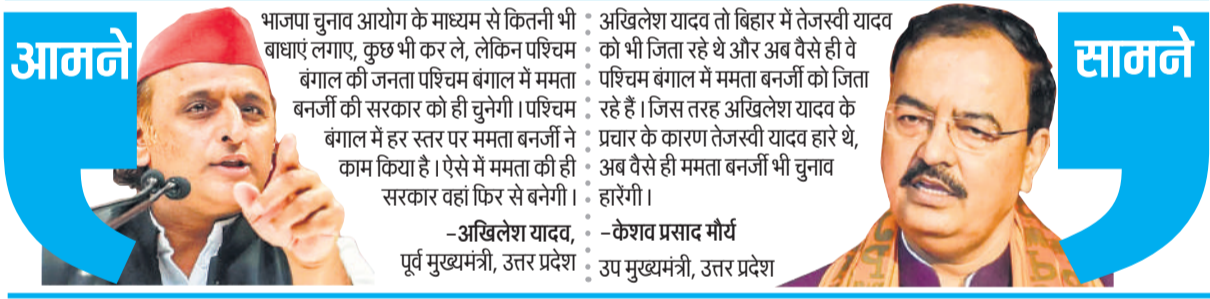 आमने
भाजपा चुनाव आयोग के माध्यम से कितनी भी
बाधाएं लगाए, कुछ भी कर ले, लेकिन पश्चिम
बंगाल की जनता पश्चिम बंगाल में ममता
बनर्जी की सरकार को ही चुनेगी। पश्चिम
बंगाल में हर स्तर पर ममता बनर्जी ने
काम किया है। ऐसे में ममता की ही
सरकार वहां फिर से बनेगी।
–अखिलेश यादव,
पूर्व मुख्यमंत्री, उत्तर प्रदेश
अखिलेश यादव तो बिहार में तेजस्वी यादव
को भी जिता रहे थे और अब वैसे ही वे
पश्चिम बंगाल में ममता बनर्जी को जिता
रहे हैं। जिस तरह अखिलेश यादव के
प्रचार के कारण तेजस्वी यादव हारे थे,
अब वैसे ही ममता बनर्जी भी चुनाव
हारेंगी।
–केशव प्रसाद मौर्य
उप मुख्यमंत्री, उत्तर प्रदेश
सामने